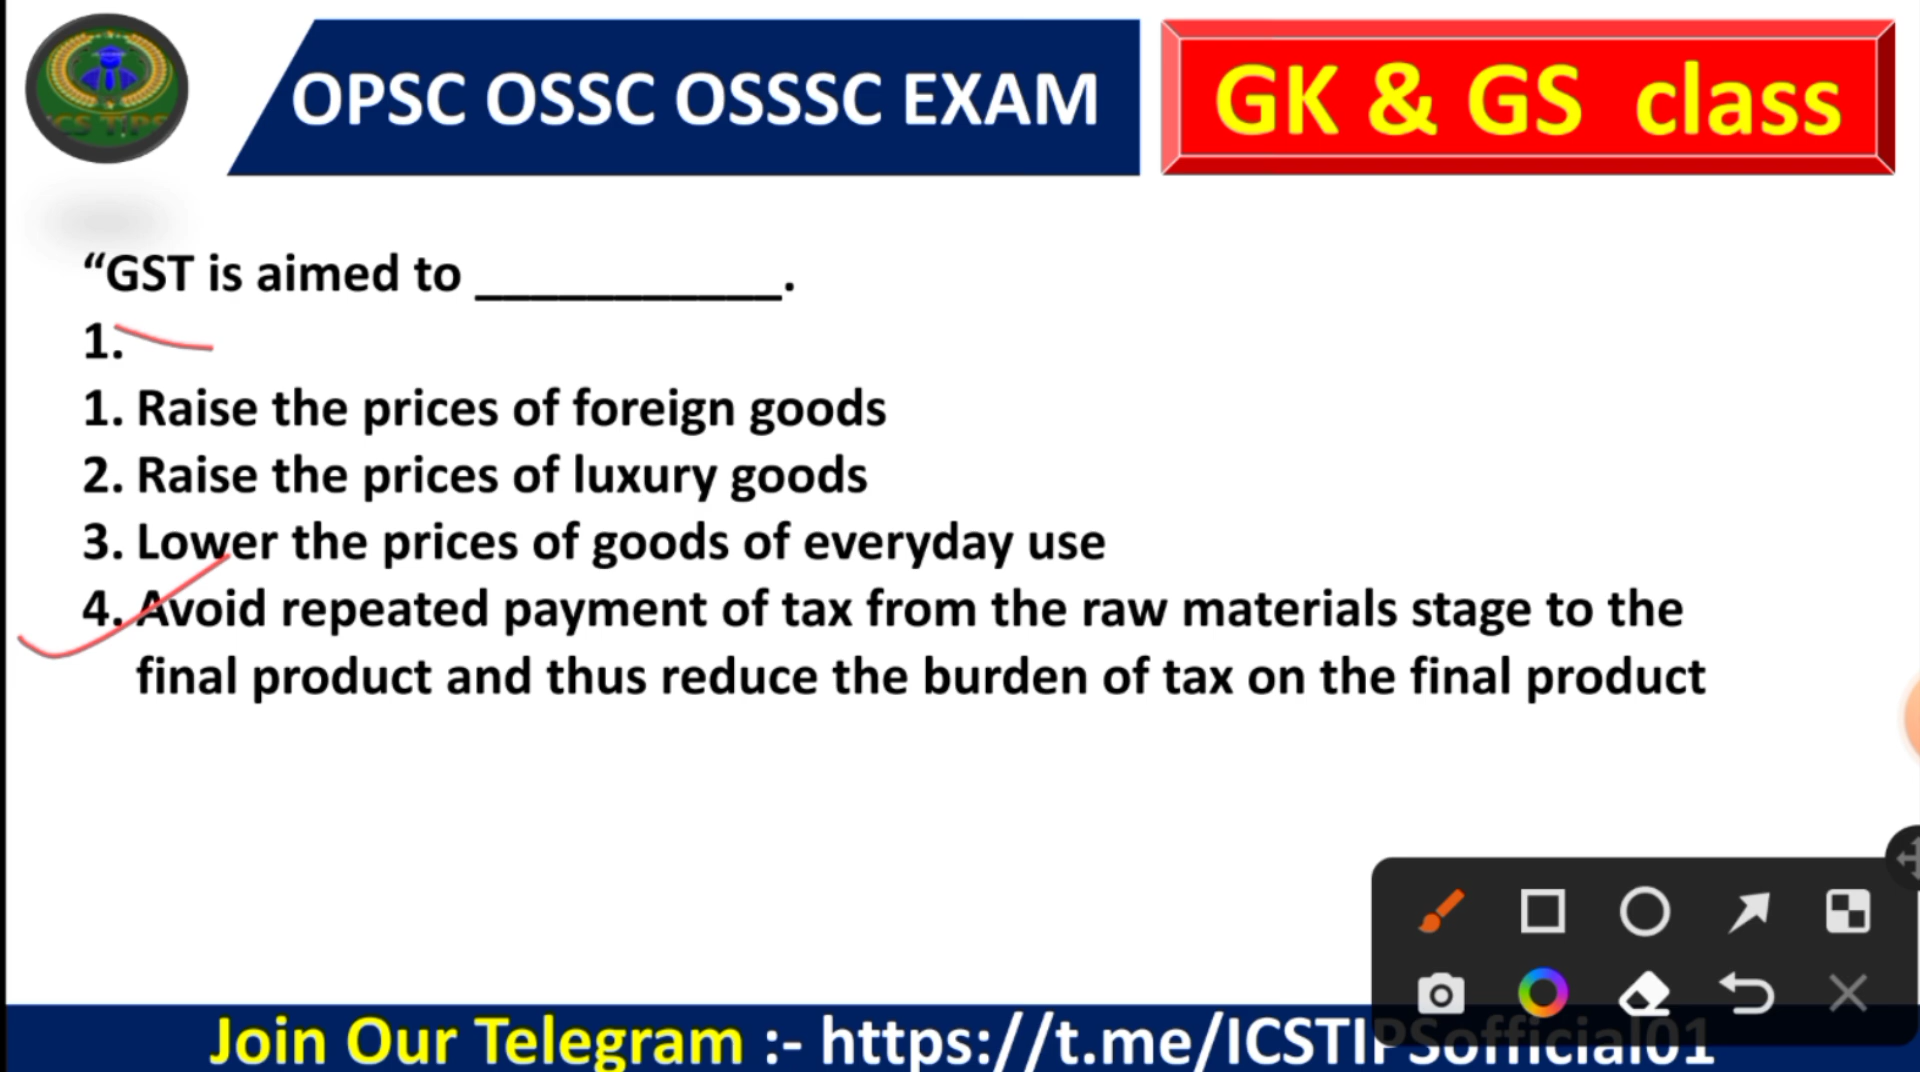 ICS TIPS
OPSC OSSC OSSSC EXAM
GK & GS class
“GST is aimed to ____________.
1.
1. Raise the prices of foreign goods
2. Raise the prices of luxury goods
3. Lower the prices of goods of everyday use
4. Avoid repeated payment of tax from the raw materials stage to the
final product and thus reduce the burden of tax on the final product
Join Our Telegram :- https://t.me/ICSTIPSofficial01